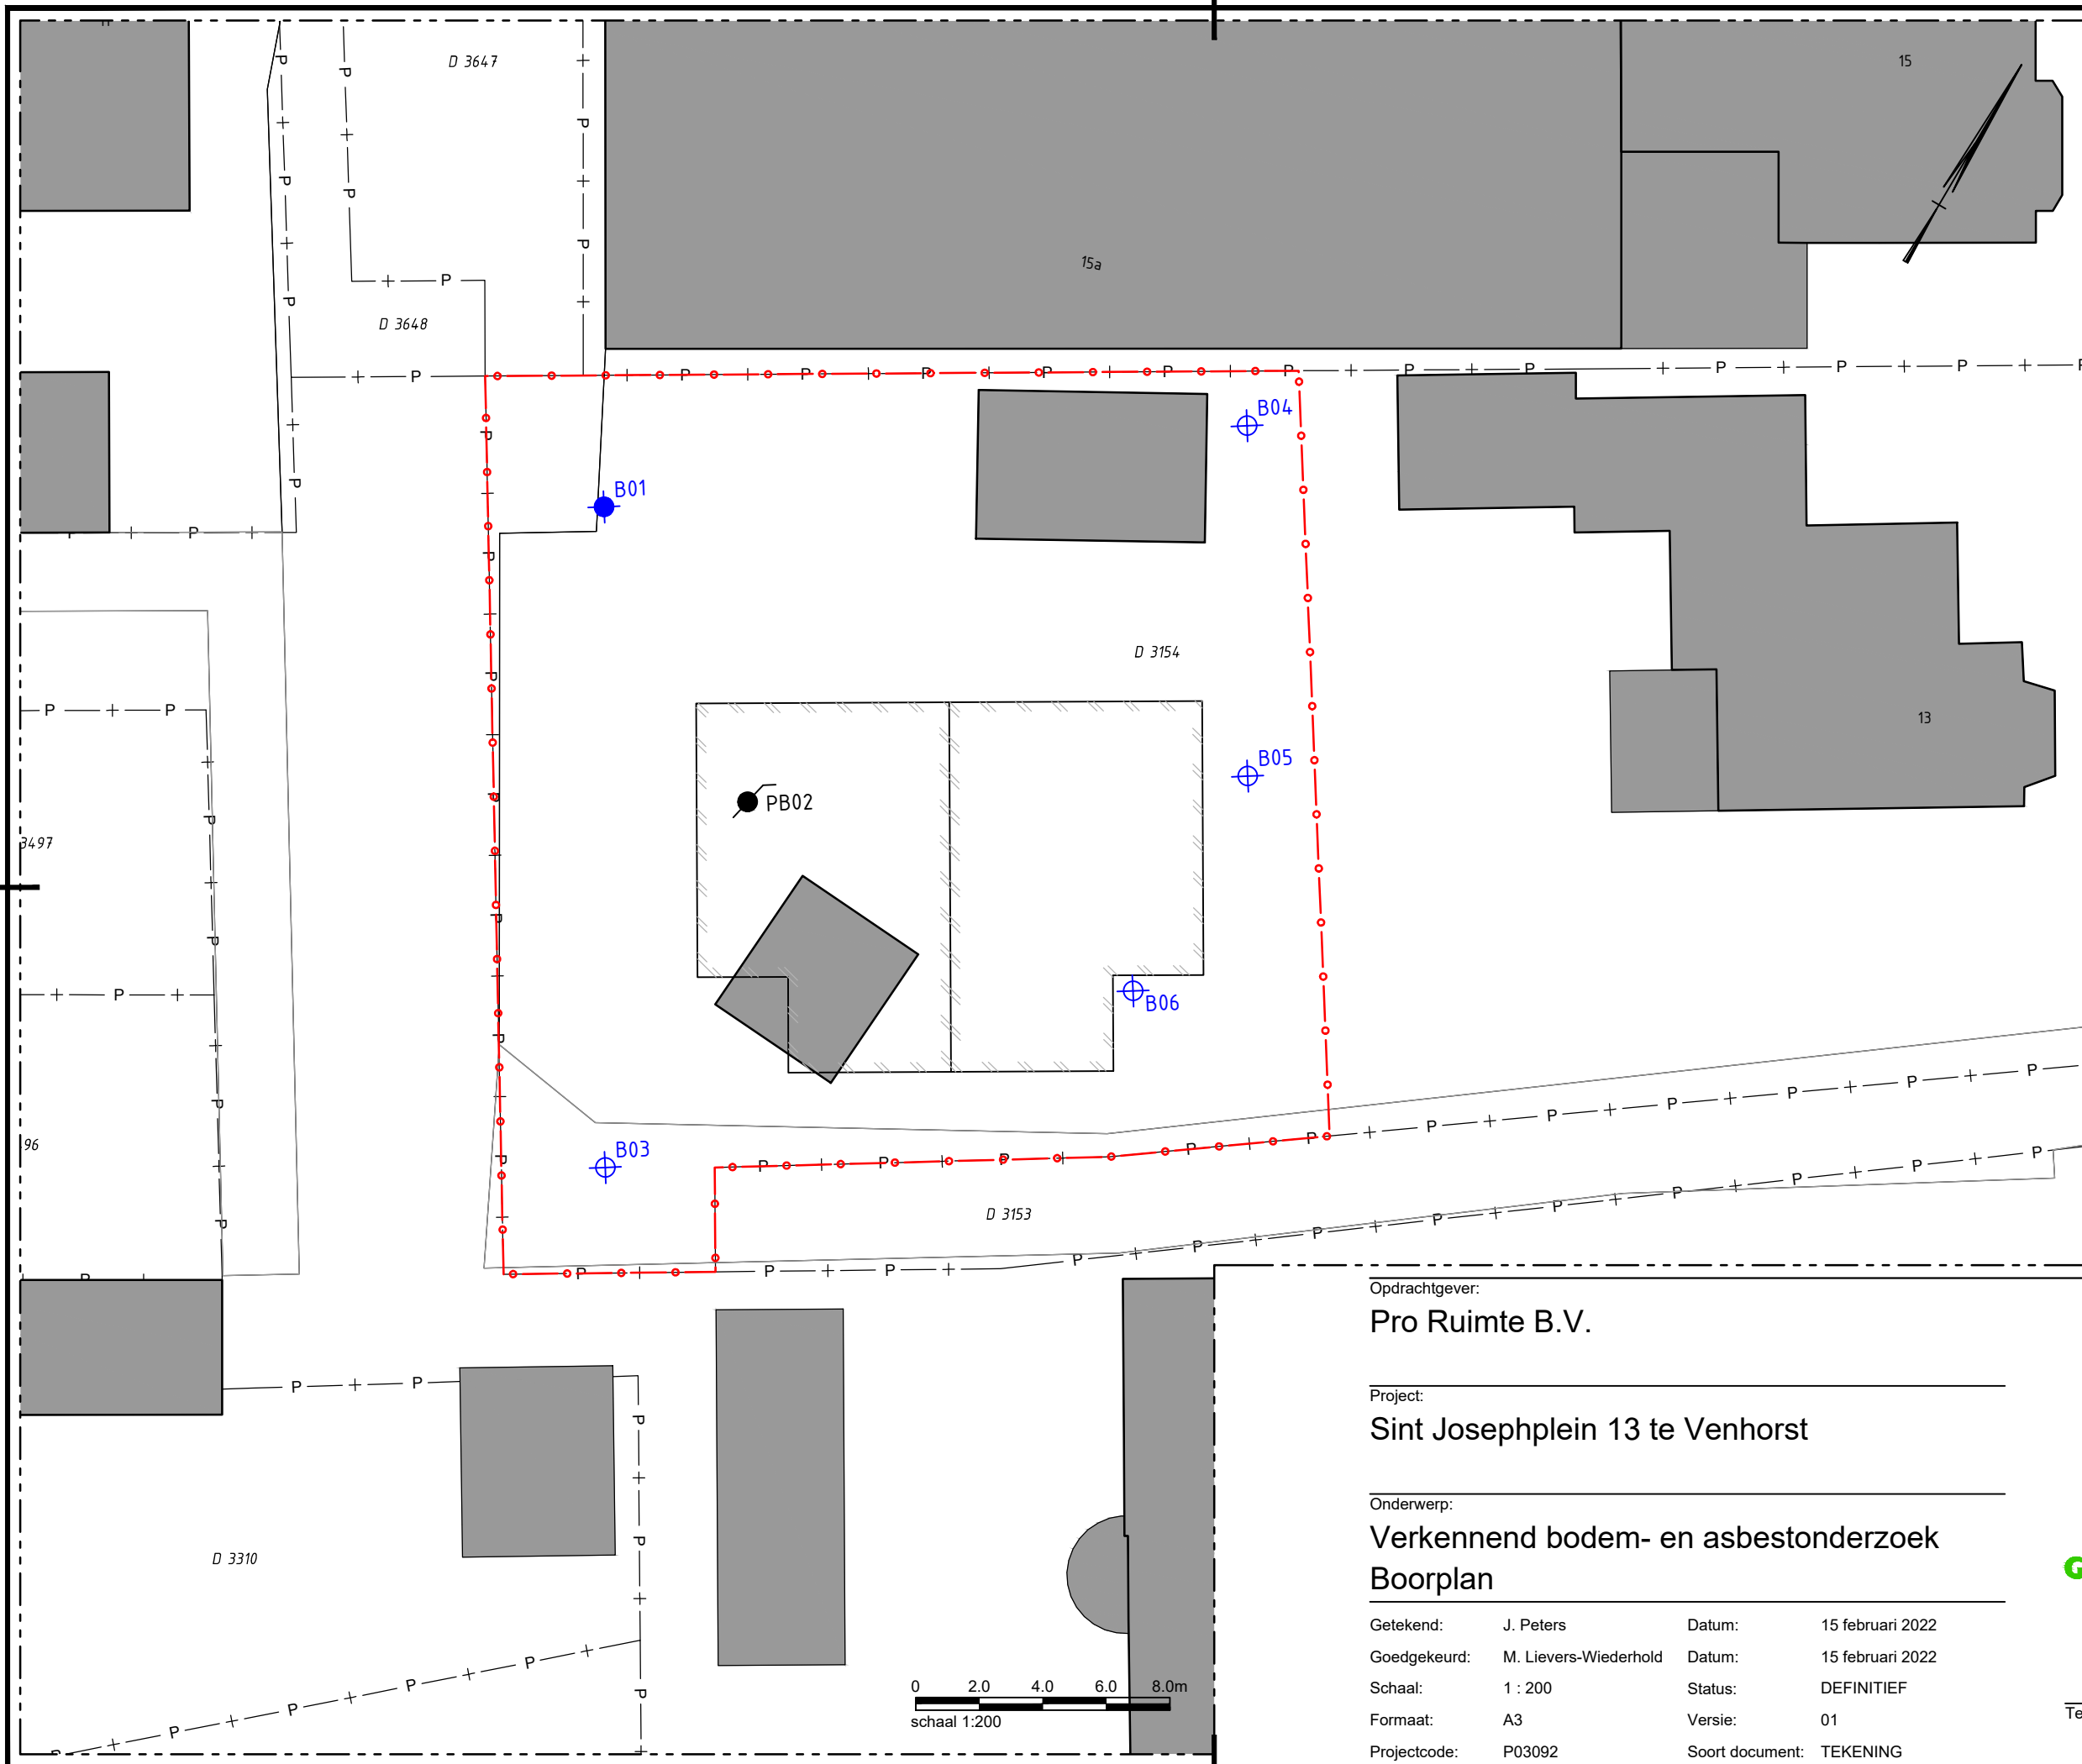 D 3647
15
15a
D 3648
B04
B01
D 3154
13
B05
PB02
3497
B06
96
B03
D 3153
D 3310
0 2.0 4.0 6.0 8.0m
schaal 1:200
Opdrachtgever:
Pro Ruimte B.V.
Project:
Sint Josephplein 13 te Venhorst
Onderwerp:
Verkennend bodem- en asbestonderzoek
Boorplan
Getekend: J. Peters Datum: 15 februari 2022
Goedgekeurd: M. Lievers-Wiederhold Datum: 15 februari 2022
Schaal: 1 : 200 Status: DEFINITIEF
Formaat: A3 Versie: 01
Projectcode: P03092 Soort document: TEKENING